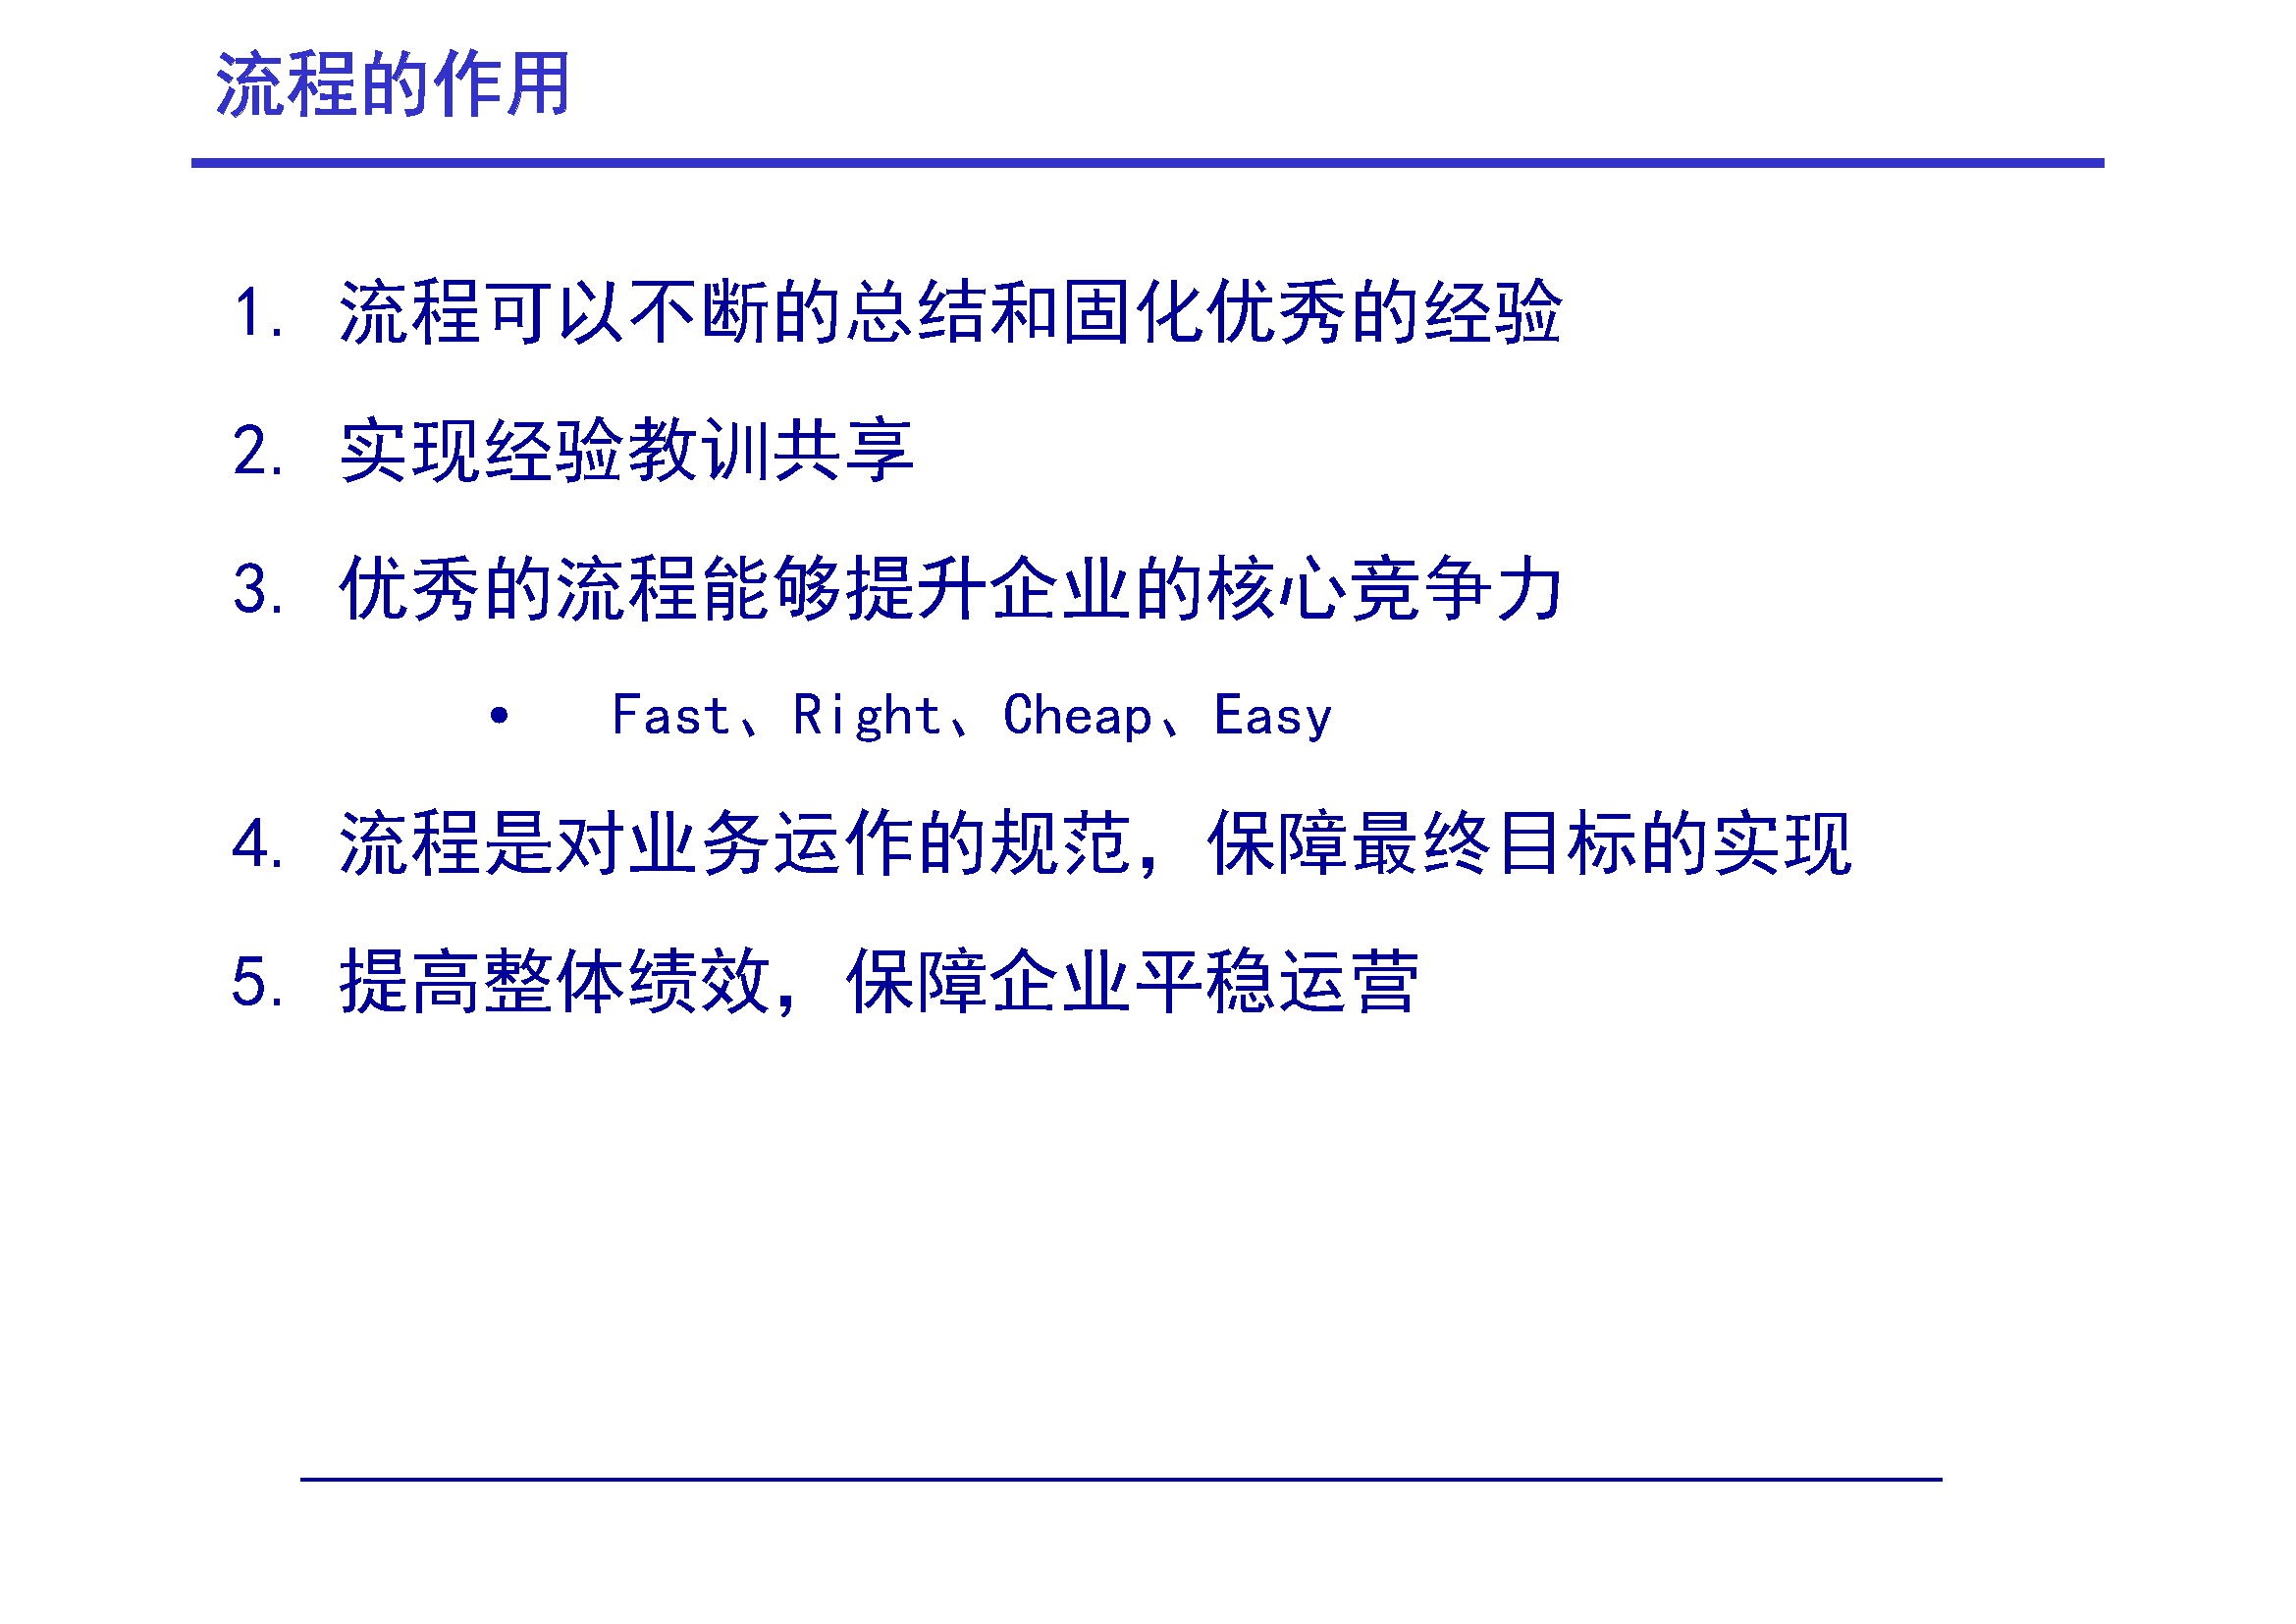 流程的作用
1. 流程可以不断的总结和固化优秀的经验
2. 实现经验教训共享
3. 优秀的流程能够提升企业的核心竞争力
• Fast、Right、Cheap、Easy
4. 流程是对业务运作的规范，保障最终目标的实现
5. 提高整体绩效，保障企业平稳运营